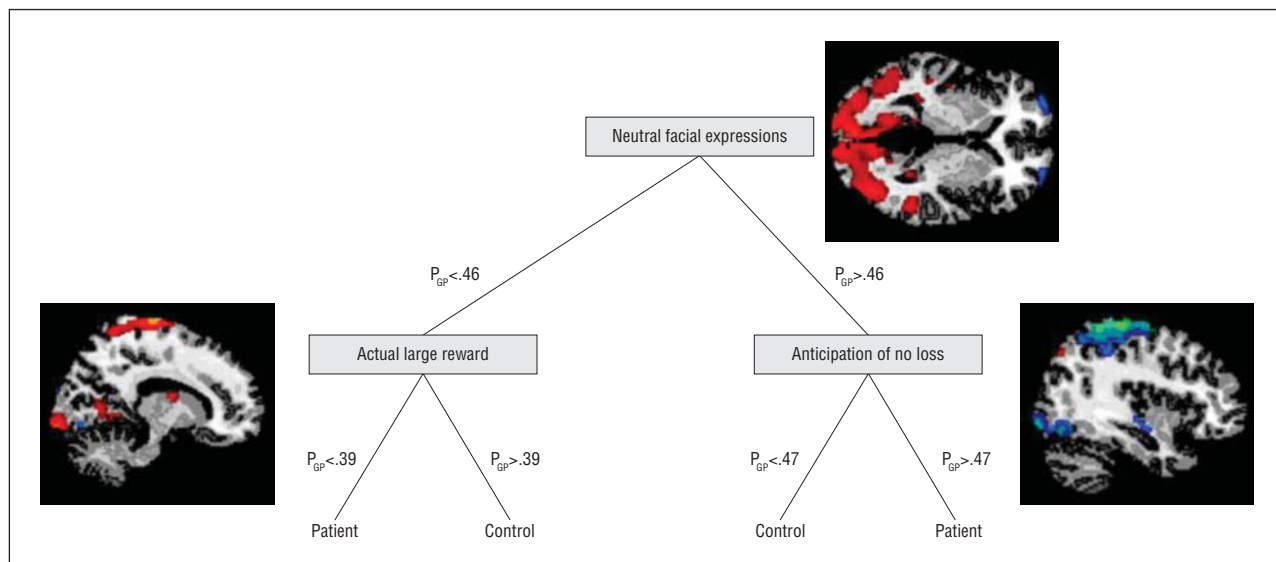 Neutral facial expressions
P_GP<.46
P_GP>.46
Actual large reward
Anticipation of no loss
P_GP<.39
P_GP>.39
P_GP<.47
P_GP>.47
Patient
Control
Control
Patient